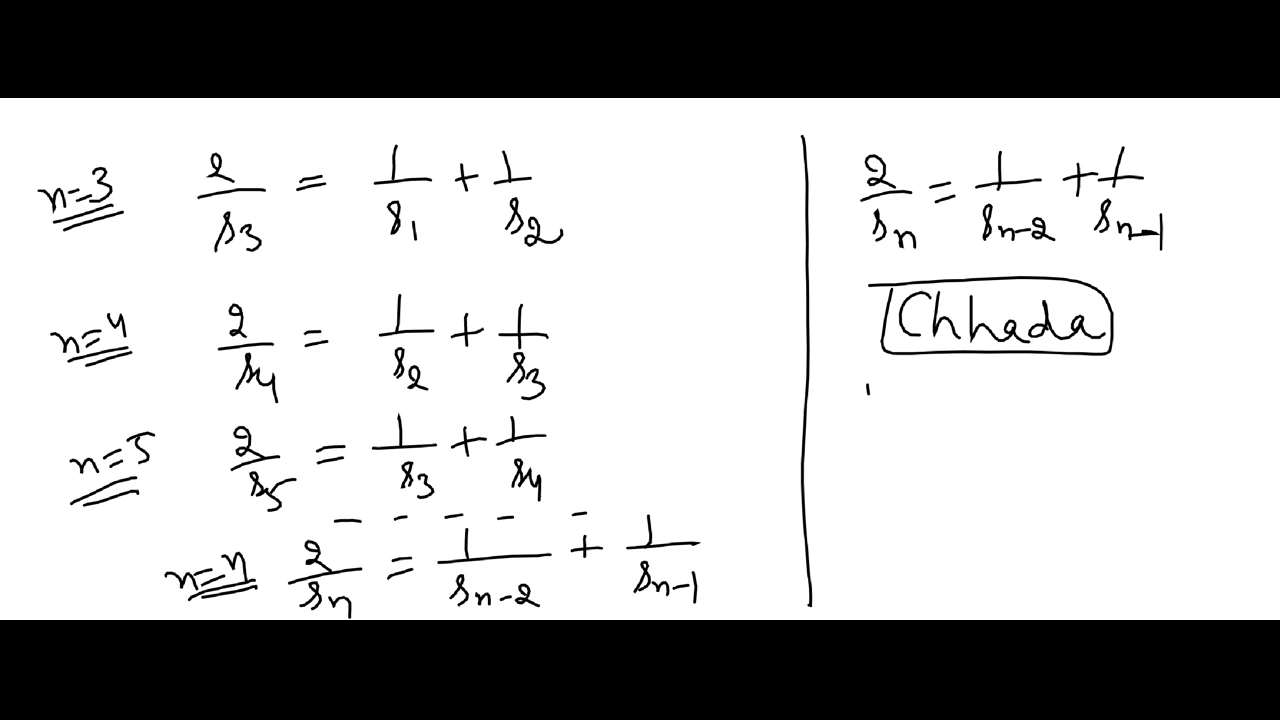 n=3 2/s₃ = 1/s₁ + 1/s₂
n=4 2/s₄ = 1/s₂ + 1/s₃
n=5 2/s₅ = 1/s₃ + 1/s₄
- - - - -
n=n 2/sₙ = 1/sₙ₋₂ + 1/sₙ₋₁
2/sₙ = 1/sₙ₋₂ + 1/sₙ₋₁
Chhada